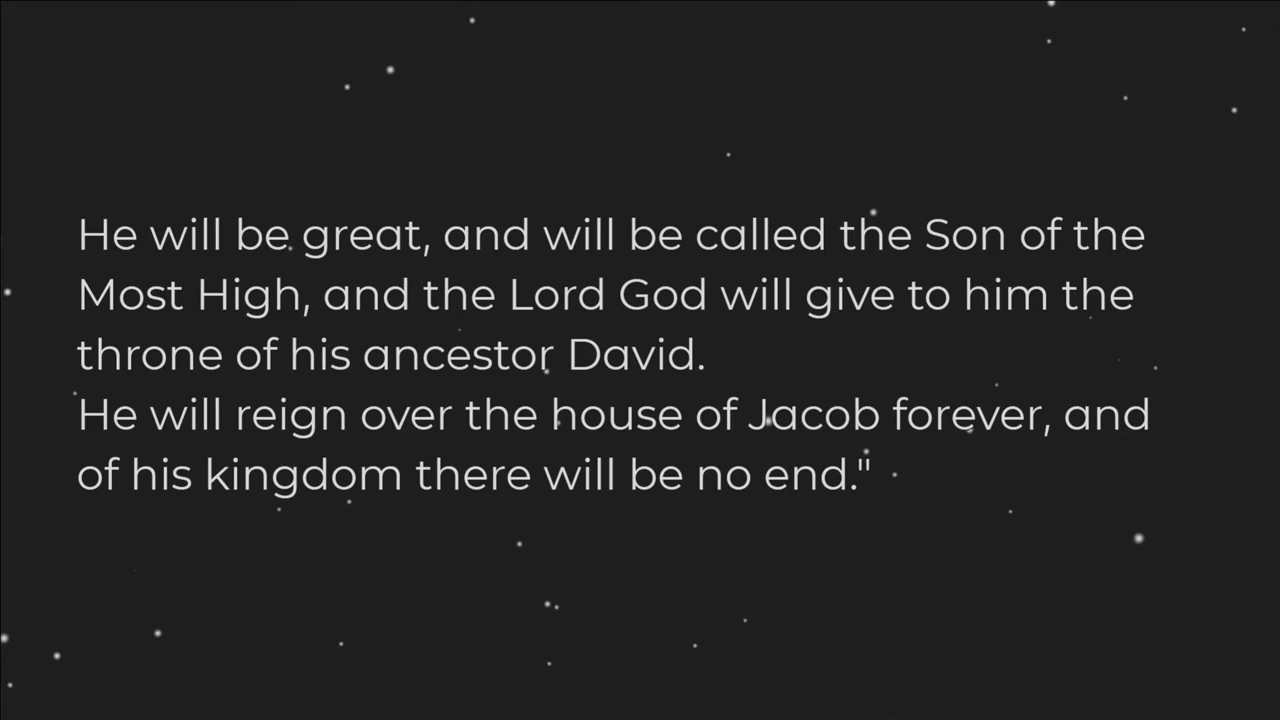 He will be great, and will be called the Son of the
Most High, and the Lord God will give to him the
throne of his ancestor David.
He will reign over the house of Jacob forever, and
of his kingdom there will be no end."